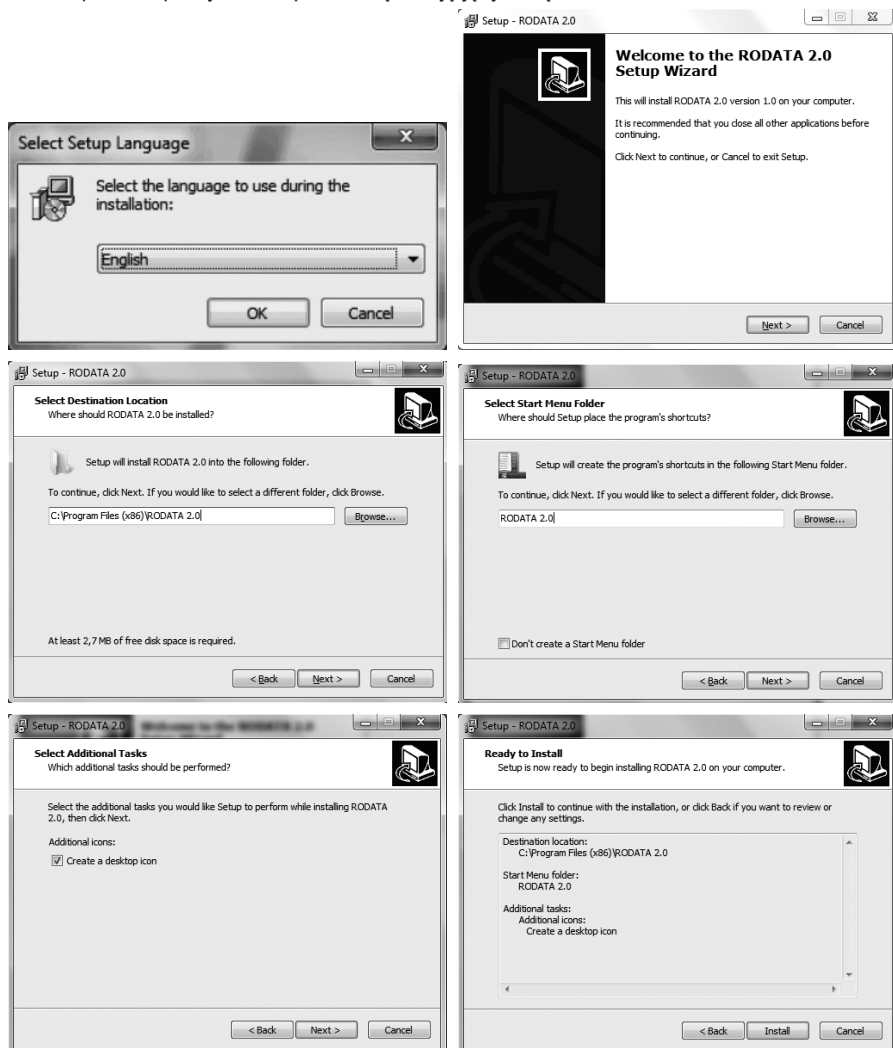 Setup - RODATA 2.0
Welcome to the RODATA 2.0
Setup Wizard
This will install RODATA 2.0 version 1.0 on your computer.
It is recommended that you close all other applications before
continuing.
Click Next to continue, or Cancel to exit Setup.
Next >
Cancel
Select Setup Language
Select the language to use during the
installation:
English
OK
Cancel
Setup - RODATA 2.0
Select Destination Location
Where should RODATA 2.0 be installed?
Setup will install RODATA 2.0 into the following folder.
To continue, click Next. If you would like to select a different folder, click Browse.
C:\Program Files (x86)\RODATA 2.0
Browse...
At least 2,7 MB of free disk space is required.
< Back
Next >
Cancel
Setup - RODATA 2.0
Select Start Menu Folder
Where should Setup place the program's shortcuts?
Setup will create the program's shortcuts in the following Start Menu folder.
To continue, click Next. If you would like to select a different folder, click Browse.
RODATA 2.0
Browse...
Don't create a Start Menu folder
< Back
Next >
Cancel
Setup - RODATA 2.0
Select Additional Tasks
Which additional tasks should be performed?
Select the additional tasks you would like Setup to perform while installing RODATA
2.0, then click Next.
Additional icons:
Create a desktop icon
< Back
Next >
Cancel
Setup - RODATA 2.0
Ready to Install
Setup is now ready to begin installing RODATA 2.0 on your computer.
Click Install to continue with the installation, or click Back if you want to review or
change any settings.
Destination location:
C:\Program Files (x86)\RODATA 2.0
Start Menu folder:
RODATA 2.0
Additional tasks:
Additional icons:
Create a desktop icon
< Back
Install
Cancel